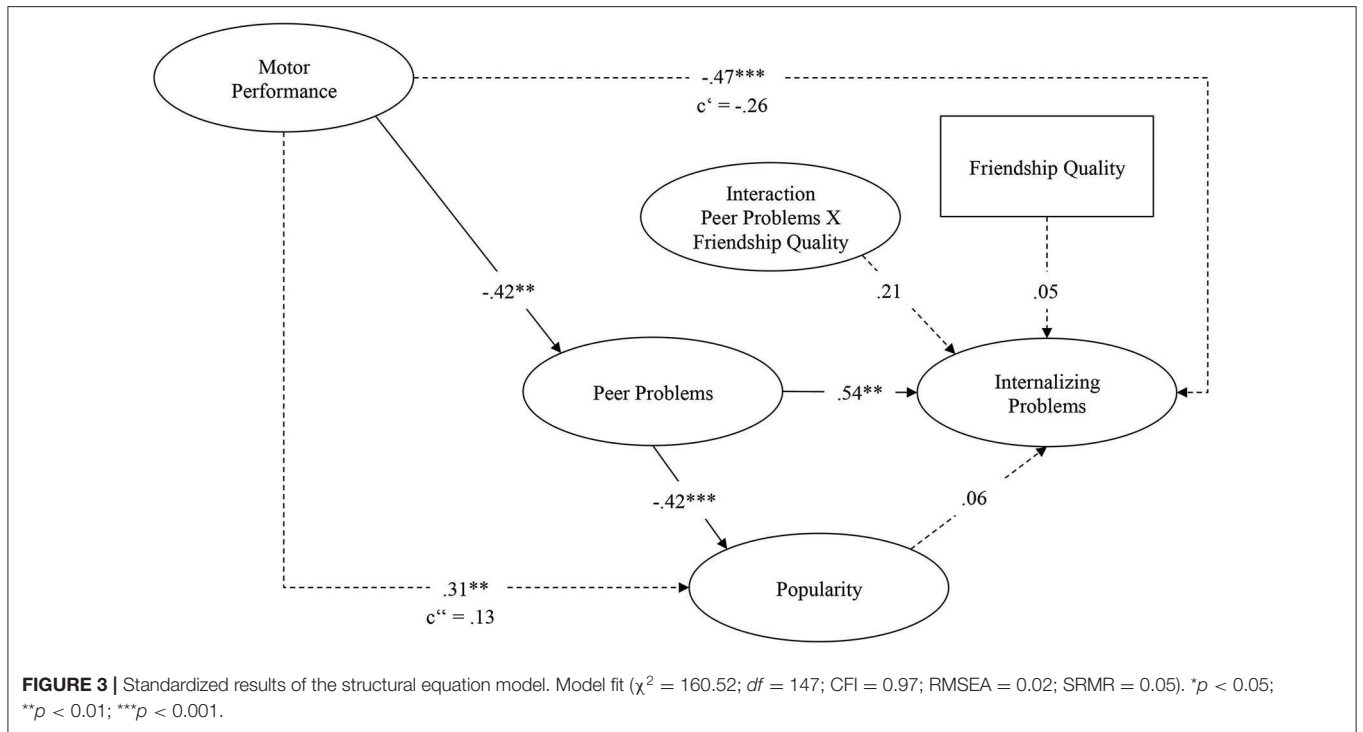 Motor
Performance
-.47***
c‘ = -.26
Friendship Quality
Interaction
Peer Problems X
Friendship Quality
-.42**
.21
.05
Peer Problems
.54**
Internalizing
Problems
-.42***
.06
.31**
c“ = .13
Popularity
FIGURE 3 | Standardized results of the structural equation model. Model fit (χ² = 160.52; df = 147; CFI = 0.97; RMSEA = 0.02; SRMR = 0.05). *p < 0.05;
**p < 0.01; ***p < 0.001.